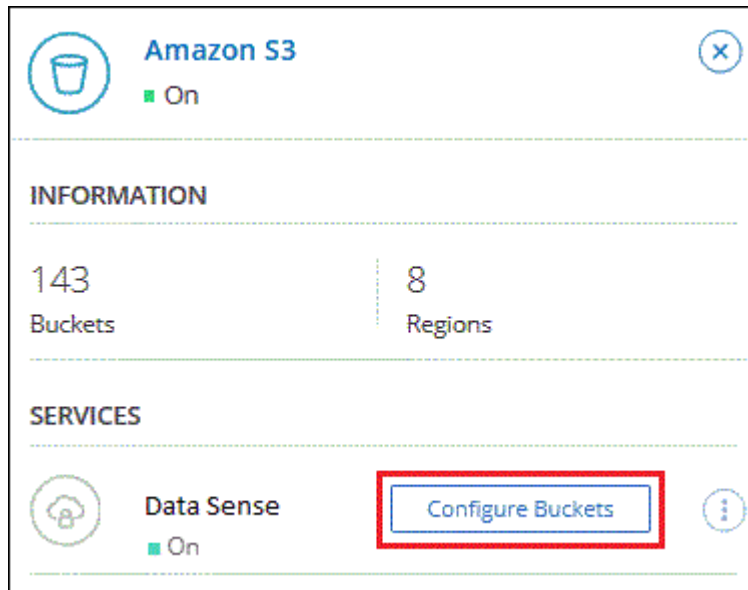 Amazon S3
On
INFORMATION
143
Buckets
8
Regions
SERVICES
Data Sense
Configure Buckets
On